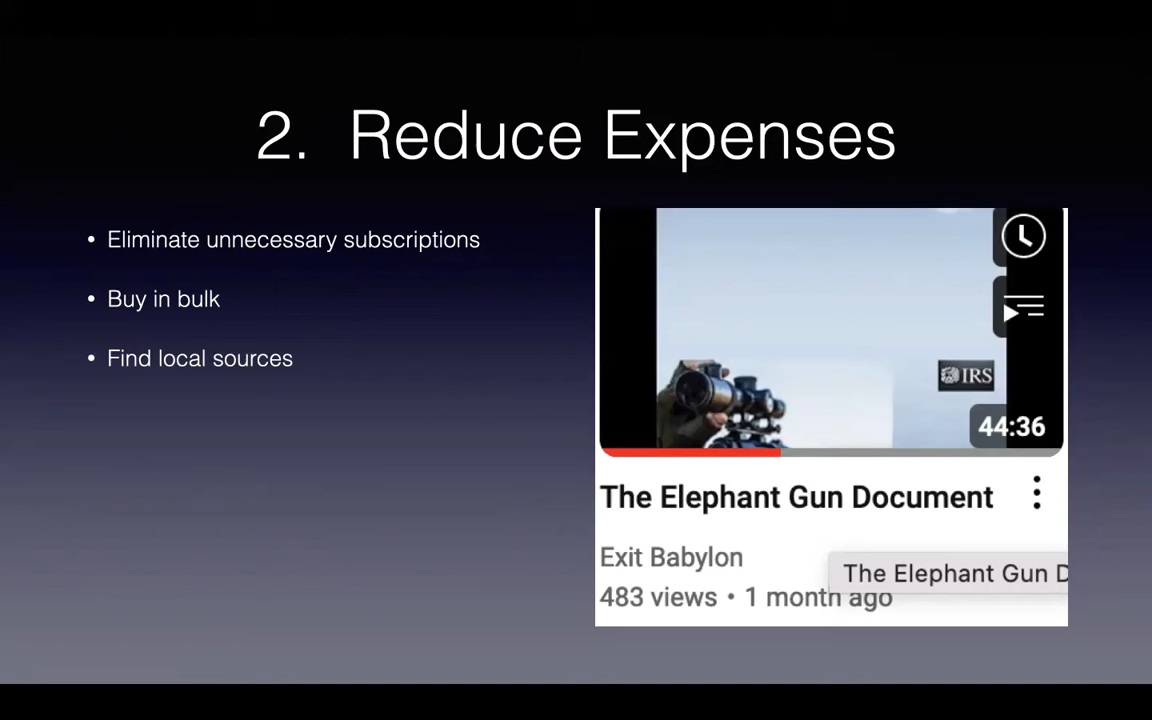 2. Reduce Expenses
• Eliminate unnecessary subscriptions
• Buy in bulk
• Find local sources
IRS
44:36
The Elephant Gun Document
Exit Babylon
The Elephant Gun D
483 views • 1 month ago